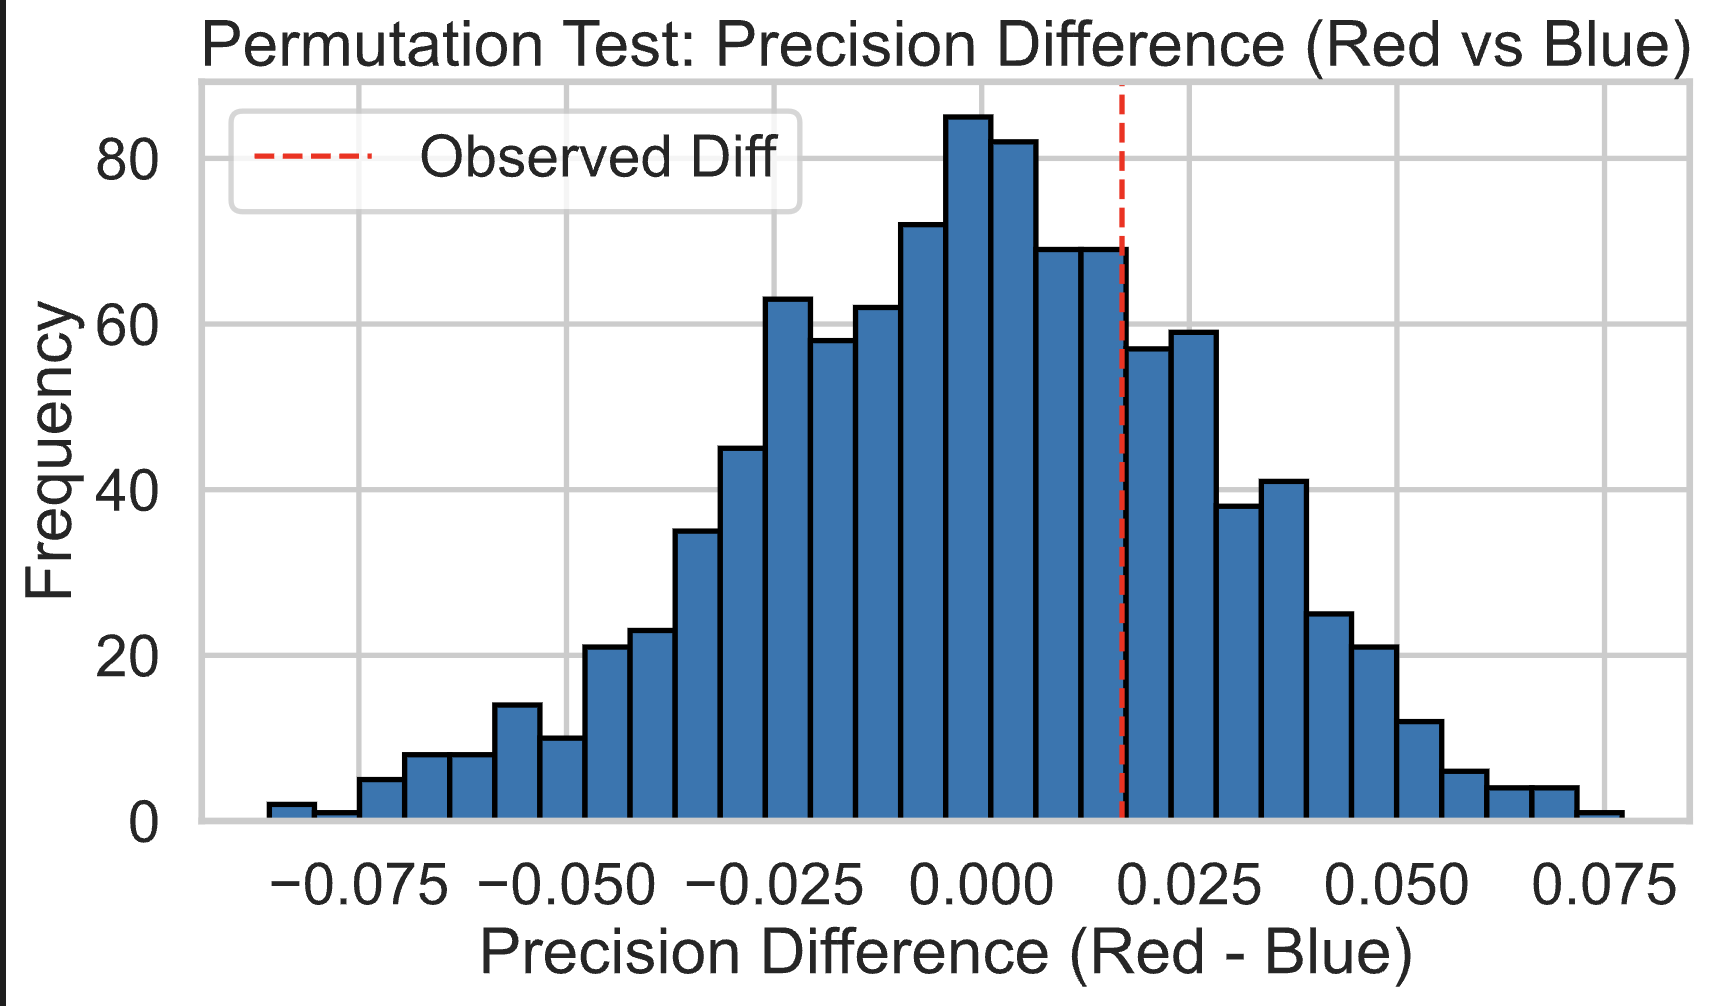 Permutation Test: Precision Difference (Red vs Blue)
Observed Diff
80
60
40
20
0
Frequency
−0.075 −0.050 −0.025 0.000 0.025 0.050 0.075
Precision Difference (Red - Blue)